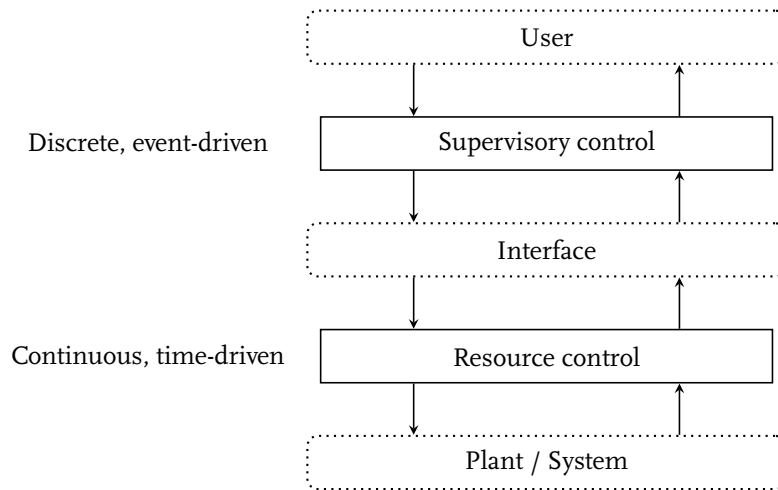 User
Discrete, event-driven
Supervisory control
Interface
Continuous, time-driven
Resource control
Plant / System